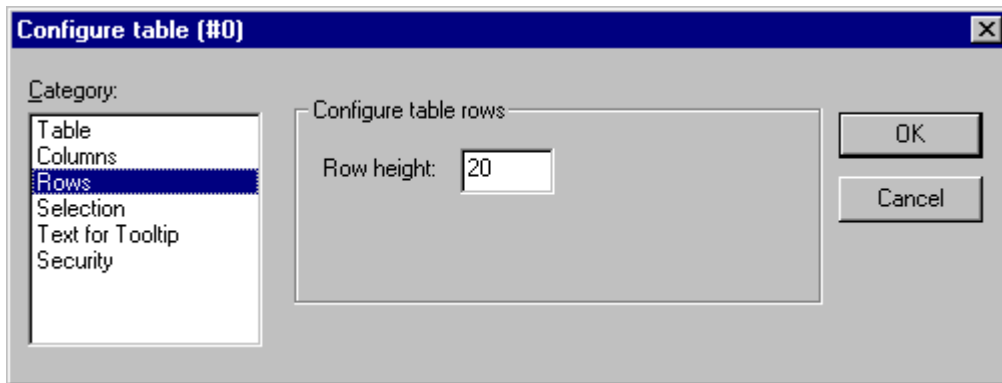 Configure table (#0)
Category:
Table
Columns
Rows
Selection
Text for Tooltip
Security
Configure table rows
Row height: 20
OK
Cancel